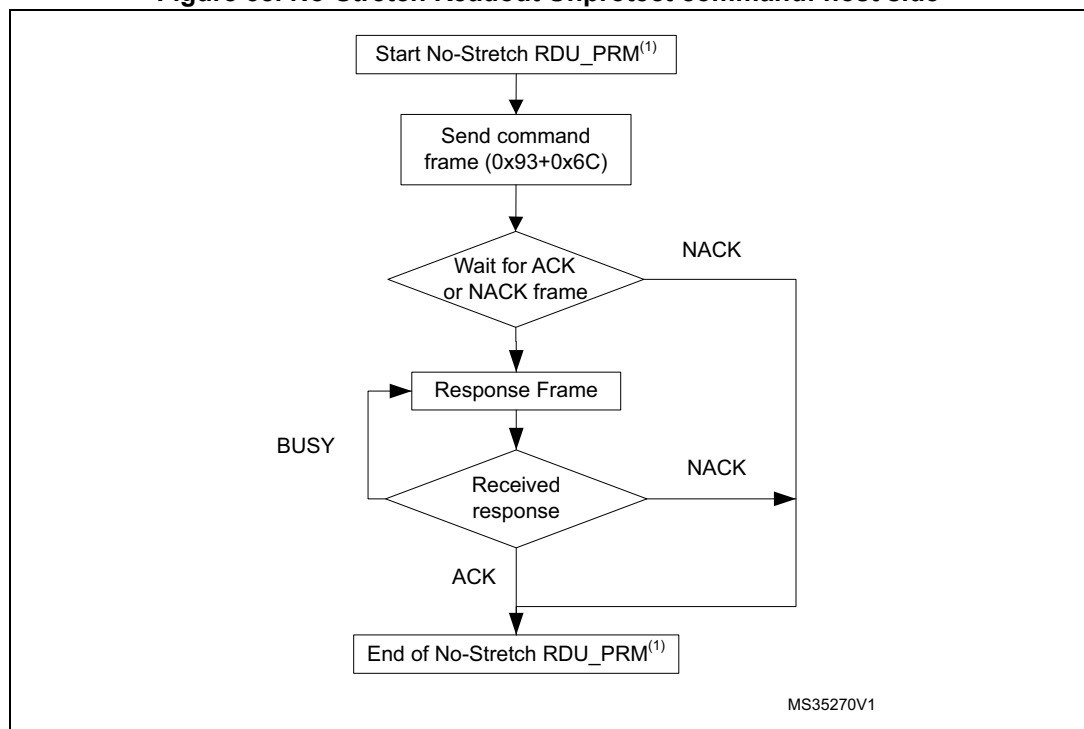 Start No-Stretch RDU_PRM(1)
Send command
frame (0x93+0x6C)
Wait for ACK
or NACK frame
NACK
Response Frame
BUSY
Received
response
NACK
ACK
End of No-Stretch RDU_PRM(1)
MS35270V1